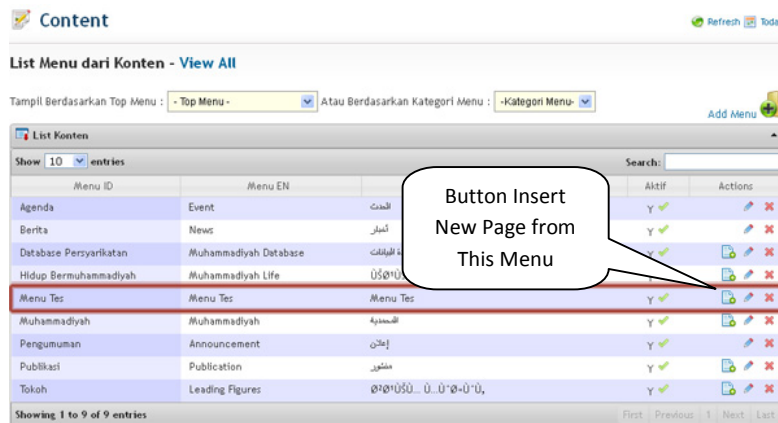 Content
Refresh Toda
List Menu dari Konten - View All
Tampil Berdasarkan Top Menu : - Top Menu - Atau Berdasarkan Kategori Menu : -Kategori Menu-
Add Menu
List Konten
Show 10 entries Search:
Menu ID Menu EN Aktif Actions
Button Insert
New Page from
This Menu
Agenda Event الحدث Y
Berita News Y
Database Persyarikatan Muhammadiyah Database Y
Hidup Bermuhammadiyah Muhammadiyah Life Y
Menu Tes Menu Tes Menu Tes Y
Muhammadiyah Muhammadiyah المحمدية Y
Pengumuman Announcement إعلان Y
Publikasi Publication منشور Y
Tokoh Leading Figures Y
Showing 1 to 9 of 9 entries First Previous 1 Next Last